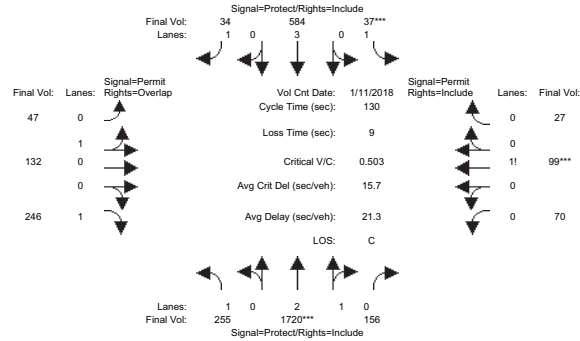 Signal=Protect/Rights=Include
Final Vol: 34 584 37***
Lanes: 1 0 3 0 1
Signal=Permit Signal=Permit
Final Vol: Lanes: Rights=Overlap Vol Cnt Date: 1/11/2018 Rights=Include Lanes: Final Vol:
Cycle Time (sec): 130
47 0 0 27
Loss Time (sec): 9
1 0
132 0 Critical V/C: 0.503 1! 99***
0 Avg Crit Del (sec/veh): 15.7 0
246 1 Avg Delay (sec/veh): 21.3 0 70
LOS: C
Lanes: 1 0 2 1 0
Final Vol: 255 1720*** 156
Signal=Protect/Rights=Include